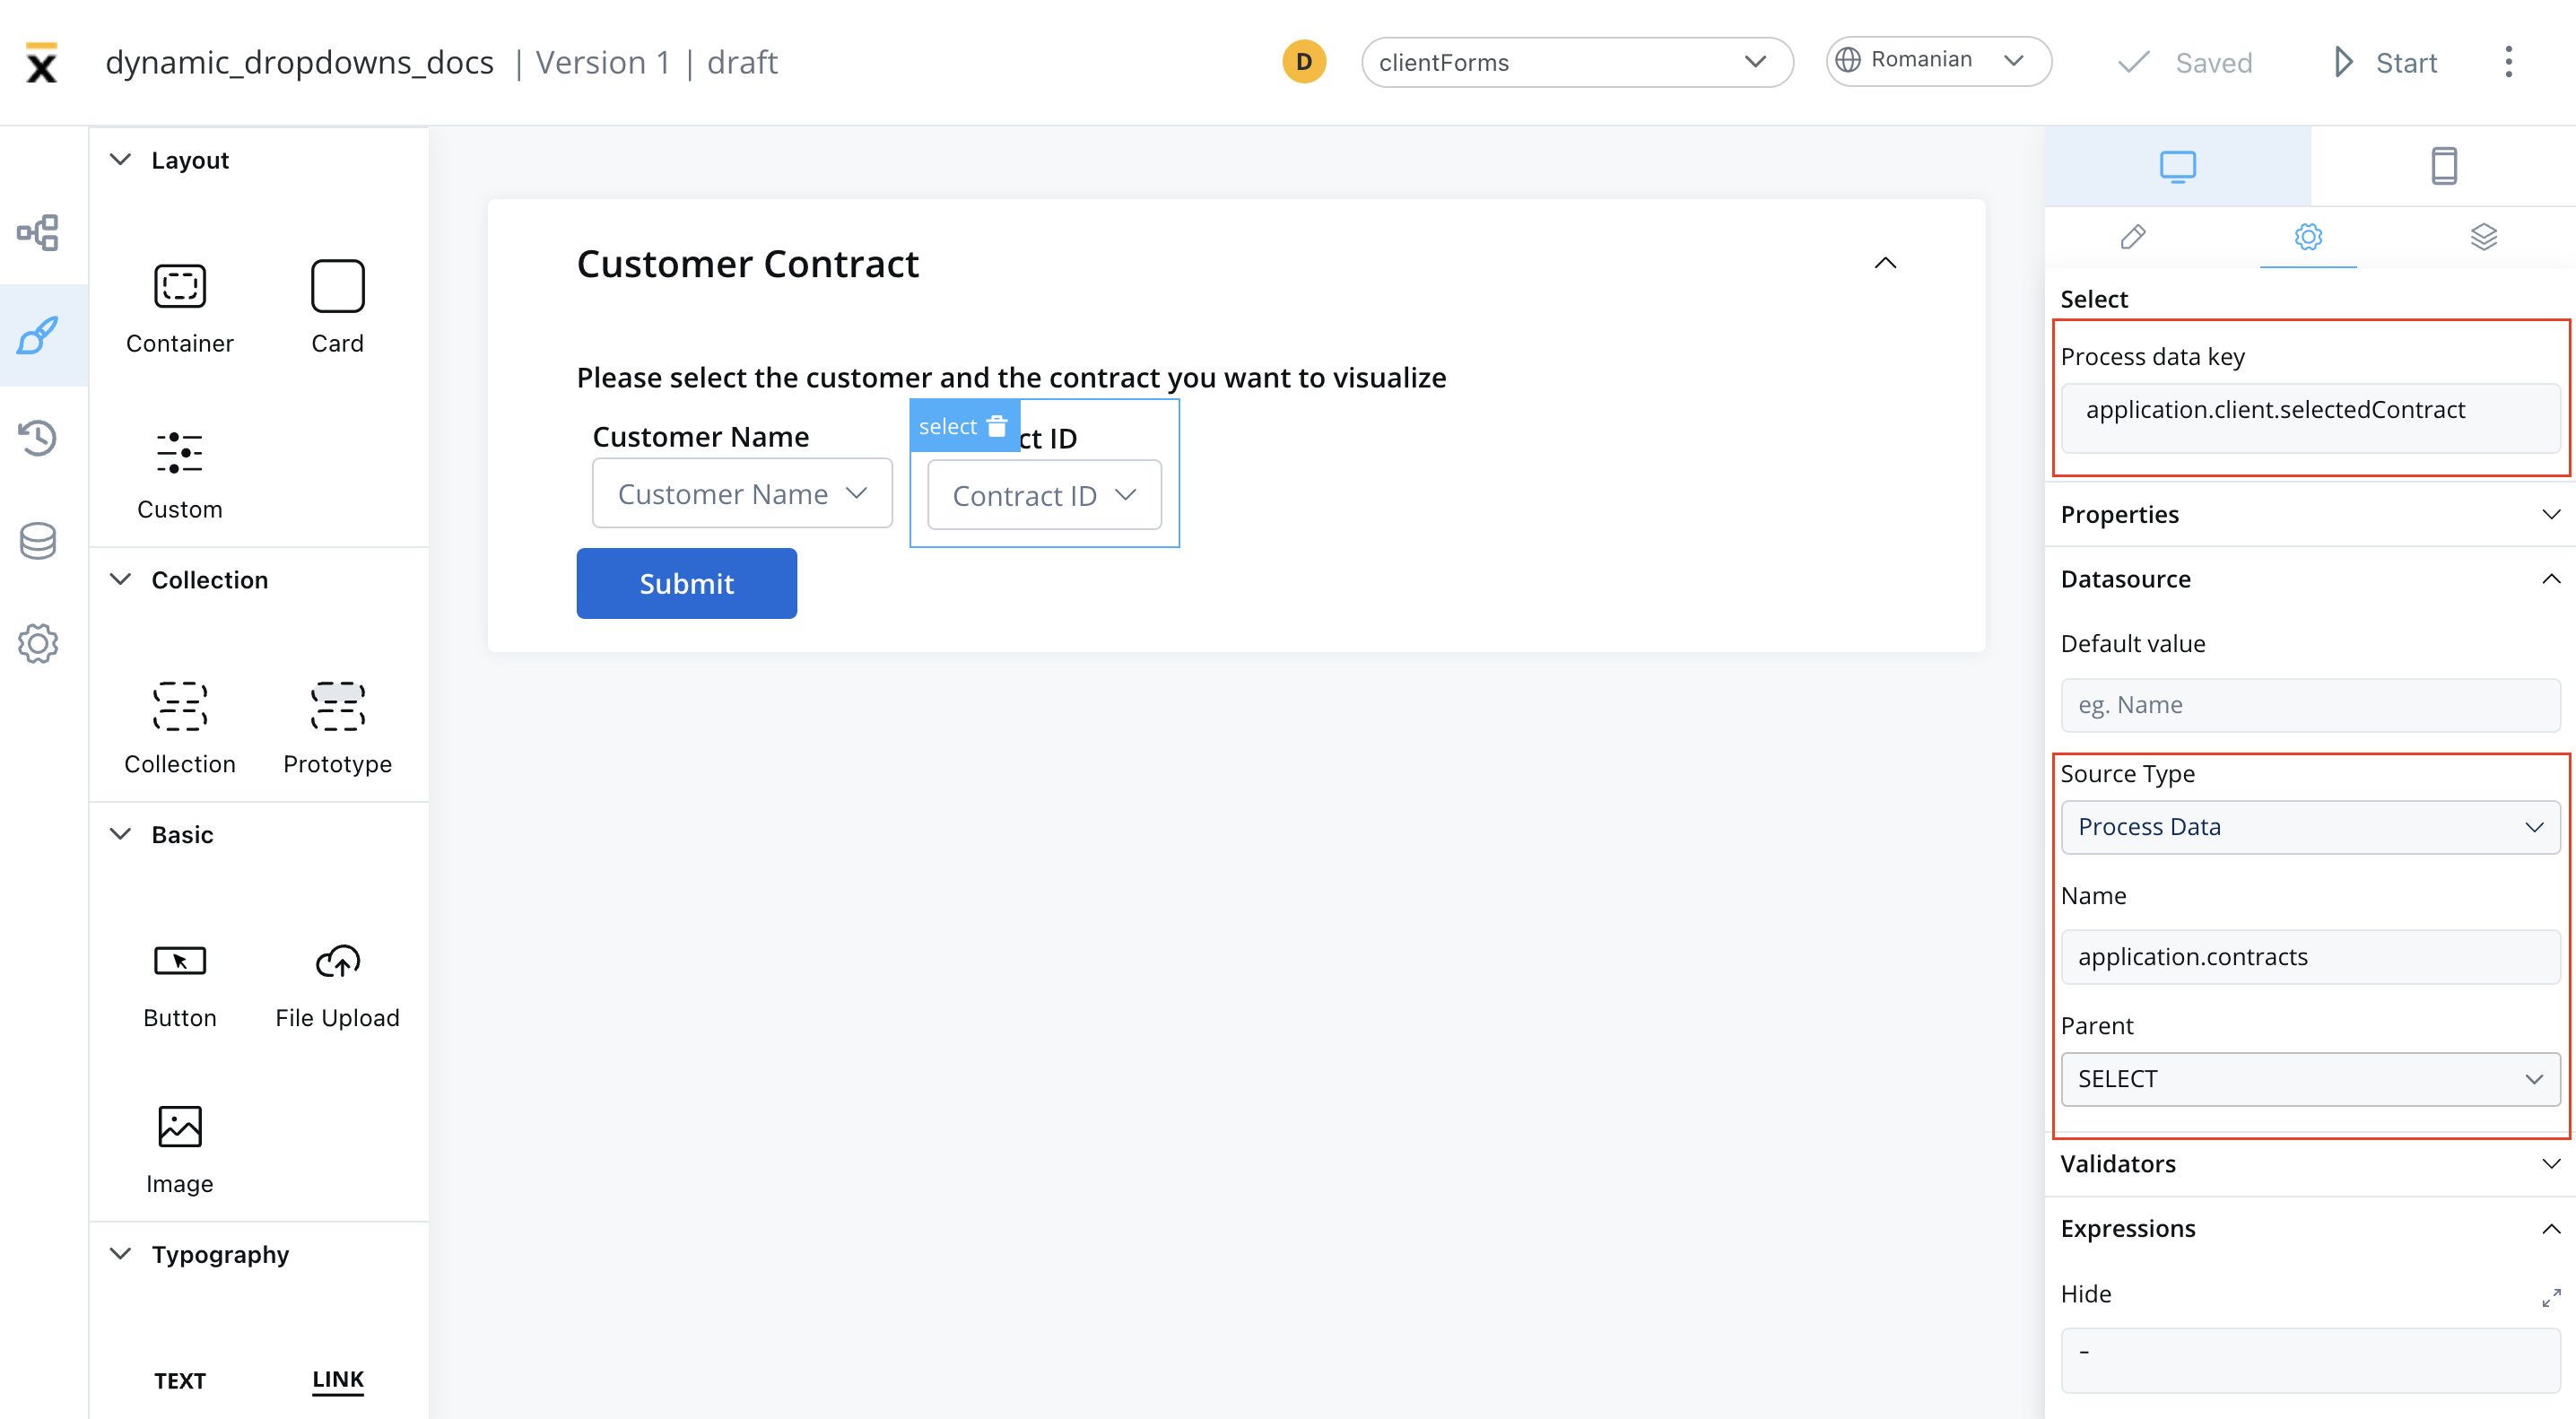 dynamic_dropdowns_docs | Version 1 | draft
D
clientForms
Romanian
Saved
Start
Layout
Container
Card
Custom
Collection
Collection
Prototype
Basic
Button
File Upload
Image
Typography
TEXT
LINK
Customer Contract
Please select the customer and the contract you want to visualize
Customer Name
select
ct ID
Customer Name
Contract ID
Submit
Select
Process data key
application.client.selectedContract
Properties
Datasource
Default value
eg. Name
Source Type
Process Data
Name
application.contracts
Parent
SELECT
Validators
Expressions
Hide
-